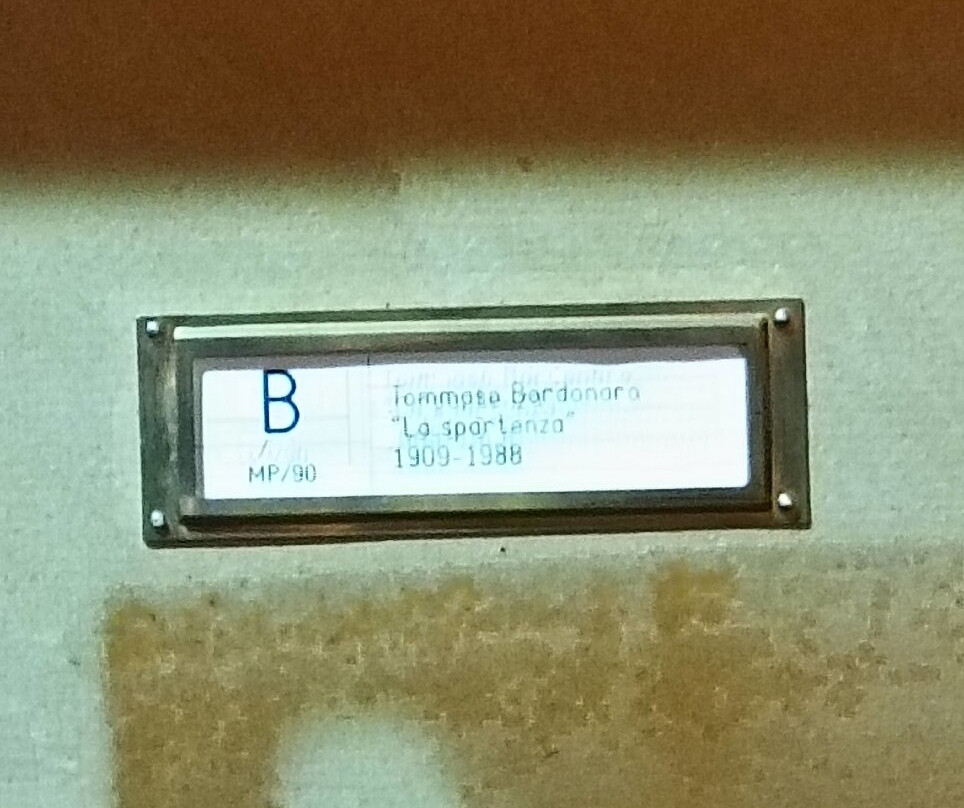 B
MP/90
Tommaso Bordonaro
"La spartenza"
1909-1988